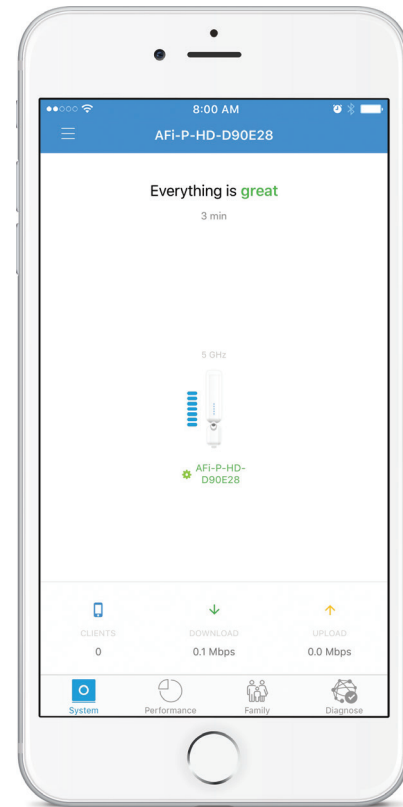 8:00 AM
AFi-P-HD-D90E28
Everything is great
3 min
5 GHz
AFi-P-HD-
D90E28
CLIENTS DOWNLOAD UPLOAD
0 0.1 Mbps 0.0 Mbps
System Performance Family Diagnose